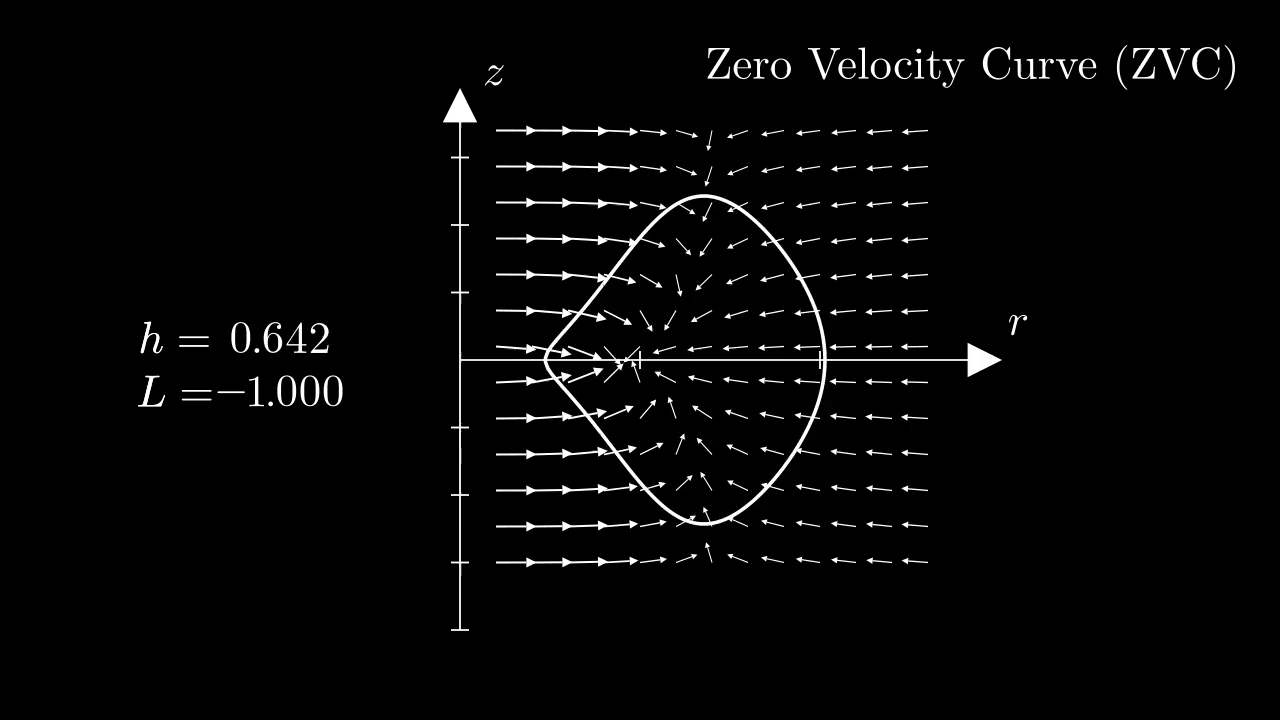 Zero Velocity Curve (ZVC)
z
r
h = 0.642
L =−1.000